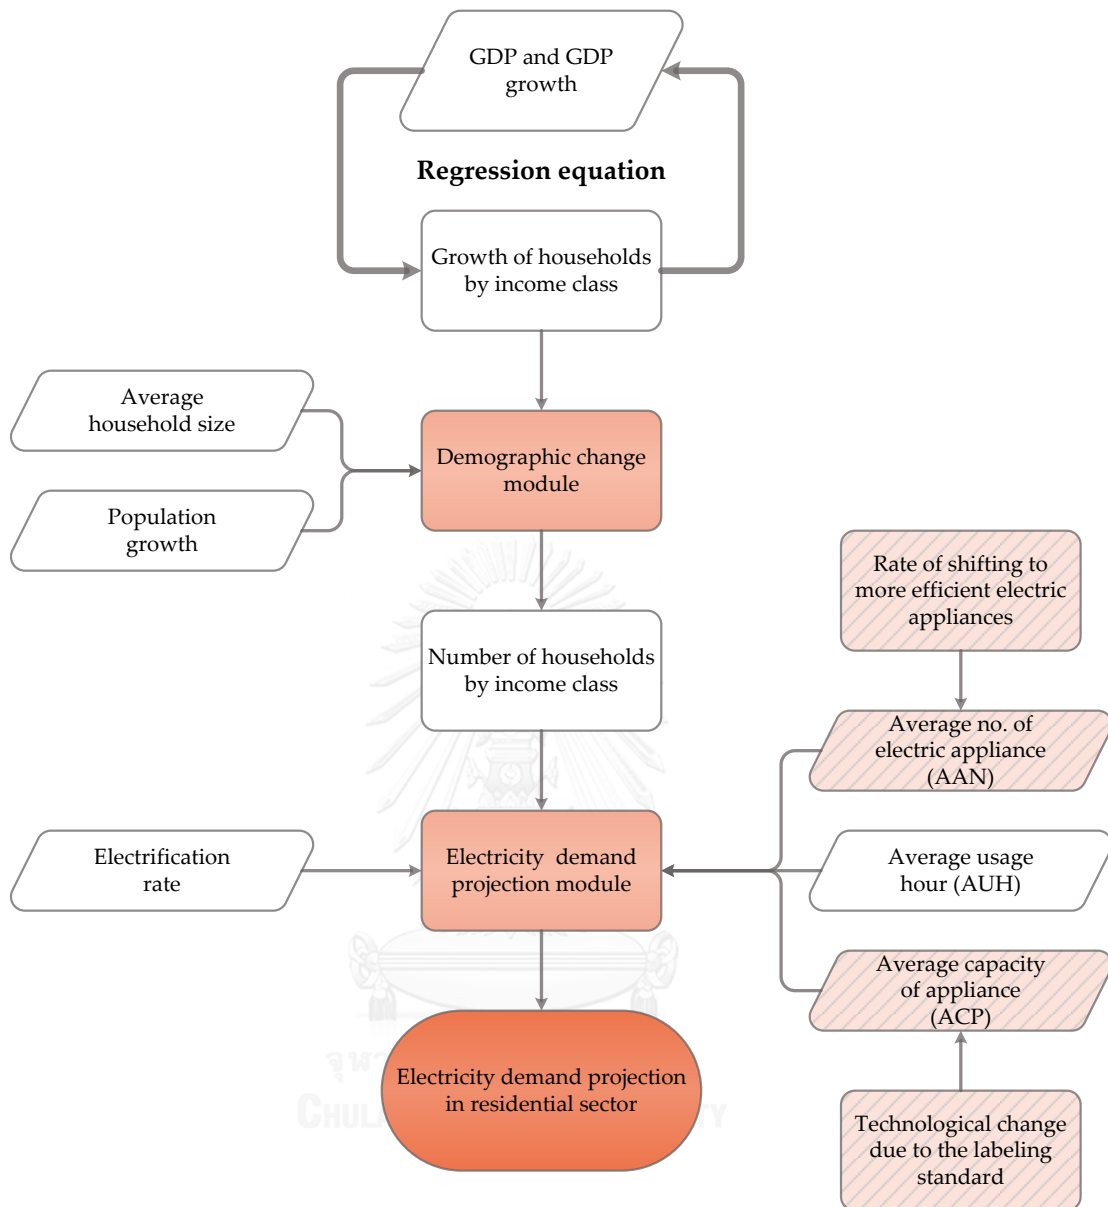 GDP and GDP
growth
Regression equation
Growth of households
by income class
Average
household size
Demographic change
module
Population
growth
Rate of shifting to
more efficient electric
appliances
Number of households
by income class
Average no. of
electric appliance
(AAN)
Electrification
rate
Electricity demand
projection module
Average usage
hour (AUH)
Average capacity
of appliance
(ACP)
Electricity demand projection
in residential sector
Technological change
due to the labeling
standard